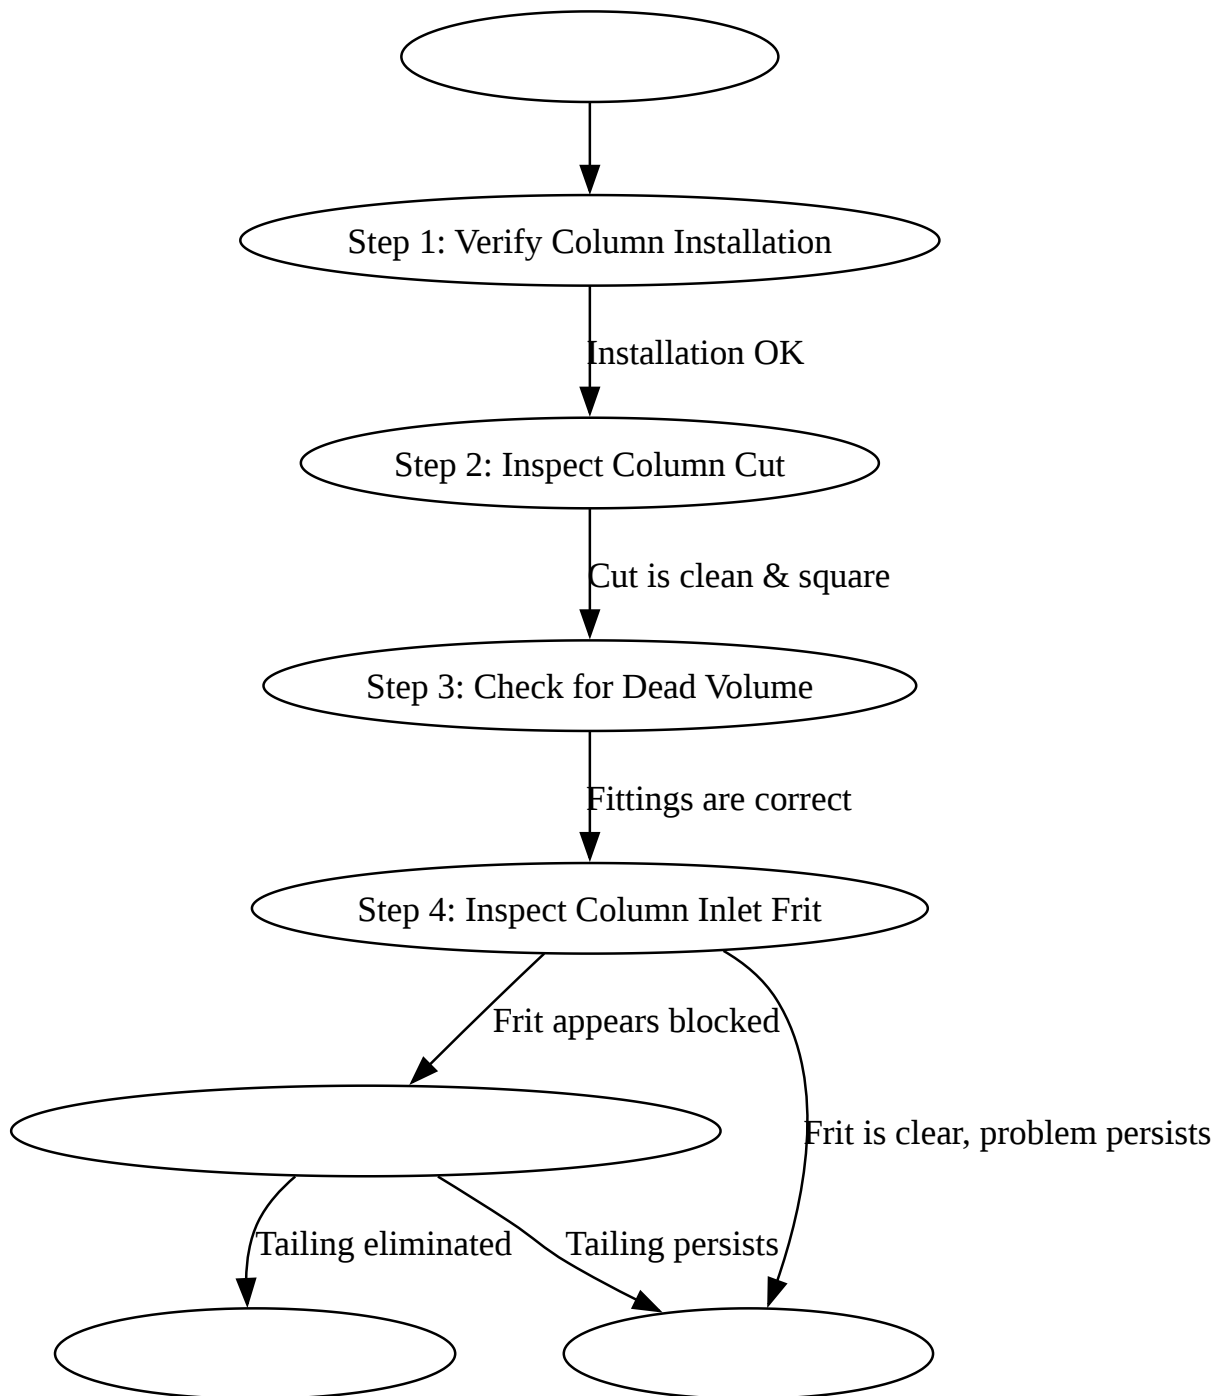 Step 1: Verify Column Installation
Installation OK
Step 2: Inspect Column Cut
Cut is clean & square
Step 3: Check for Dead Volume
Fittings are correct
Step 4: Inspect Column Inlet Frit
Frit appears blocked
Frit is clear, problem persists
Tailing eliminated
Tailing persists